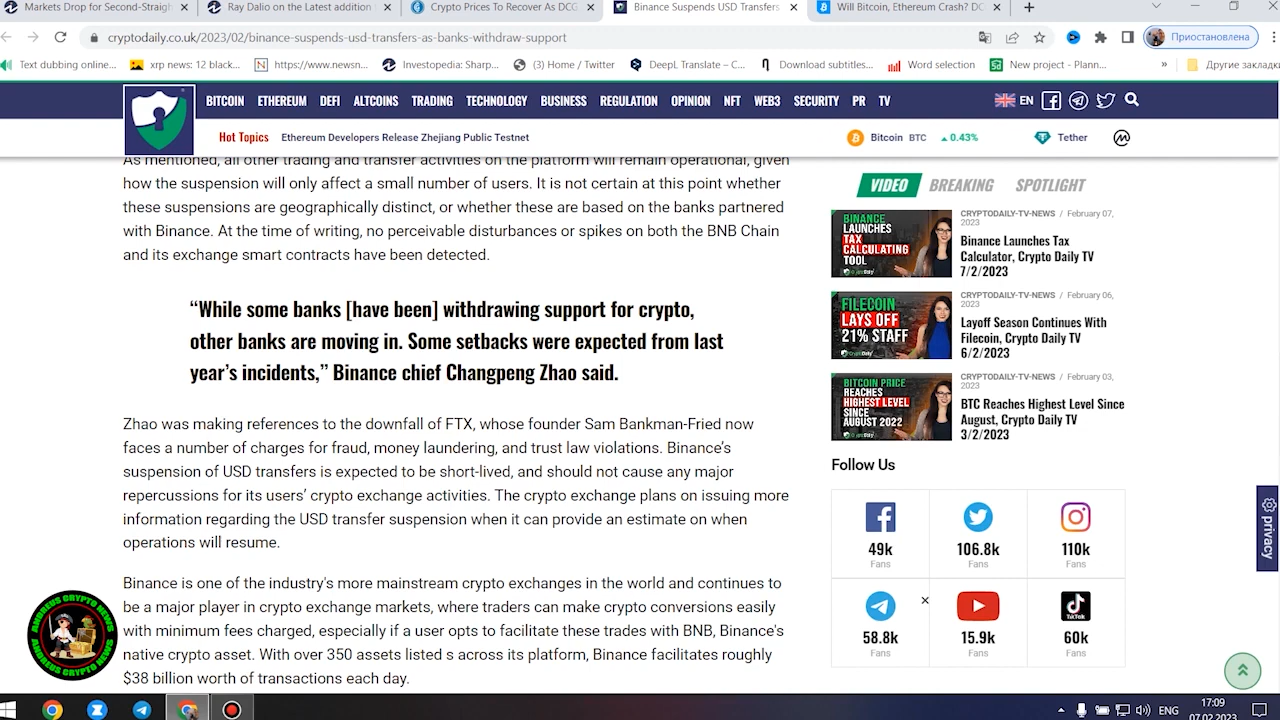 Markets Drop for Second-Straigh
Ray Dalio on the Latest addition t
Crypto Prices To Recover As DCG
Binance Suspends USD Transfers
Will Bitcoin, Ethereum Crash? DC
cryptodaily.co.uk/2023/02/binance-suspends-usd-transfers-as-banks-withdraw-support
Приостановлена
Text dubbing online...
xrp news: 12 black...
https://www.newsn...
Investopedia: Sharp...
(3) Home / Twitter
DeepL Translate – C...
Download subtitles...
Word selection
New project - Plann...
»
Другие закладки
BITCOIN ETHEREUM DEFI ALTCOINS TRADING TECHNOLOGY BUSINESS REGULATION OPINION NFT WEB3 SECURITY PR TV
EN
Hot Topics Ethereum Developers Release Zhejiang Public Testnet
Bitcoin BTC ▲ 0.43%
Tether
As mentioned, all other trading and transfer activities on the platform will remain operational, given
how the suspension will only affect a small number of users. It is not certain at this point whether
these suspensions are geographically distinct, or whether these are based on the banks partnered
with Binance. At the time of writing, no perceivable disturbances or spikes on both the BNB Chain
and its exchange smart contracts have been detected.
“While some banks [have been] withdrawing support for crypto,
other banks are moving in. Some setbacks were expected from last
year’s incidents,” Binance chief Changpeng Zhao said.
Zhao was making references to the downfall of FTX, whose founder Sam Bankman-Fried now
faces a number of charges for fraud, money laundering, and trust law violations. Binance’s
suspension of USD transfers is expected to be short-lived, and should not cause any major
repercussions for its users’ crypto exchange activities. The crypto exchange plans on issuing more
information regarding the USD transfer suspension when it can provide an estimate on when
operations will resume.
Binance is one of the industry's more mainstream crypto exchanges in the world and continues to
be a major player in crypto exchange markets, where traders can make crypto conversions easily
with minimum fees charged, especially if a user opts to facilitate these trades with BNB, Binance's
native crypto asset. With over 350 assets listed s across its platform, Binance facilitates roughly
$38 billion worth of transactions each day.
VIDEO BREAKING SPOTLIGHT
BINANCE
LAUNCHES
TAX
CALCULATING
TOOL
CRYPTODAILY-TV-NEWS / February 07,
2023
Binance Launches Tax
Calculator, Crypto Daily TV
7/2/2023
FILECOIN
LAYS OFF
21% STAFF
CRYPTODAILY-TV-NEWS / February 06,
2023
Layoff Season Continues With
Filecoin, Crypto Daily TV
6/2/2023
BITCOIN PRICE
REACHES
HIGHEST LEVEL
SINCE
AUGUST 2022
CRYPTODAILY-TV-NEWS / February 03,
2023
BTC Reaches Highest Level Since
August, Crypto Daily TV
3/2/2023
Follow Us
49k
Fans
106.8k
Fans
110k
Fans
58.8k
Fans
15.9k
Fans
TikTok
60k
Fans
privacy
ANDREUS CRYPTO NEWS
ANDREUS CRYPTO NEWS
ENG
17:09
07.02.2023